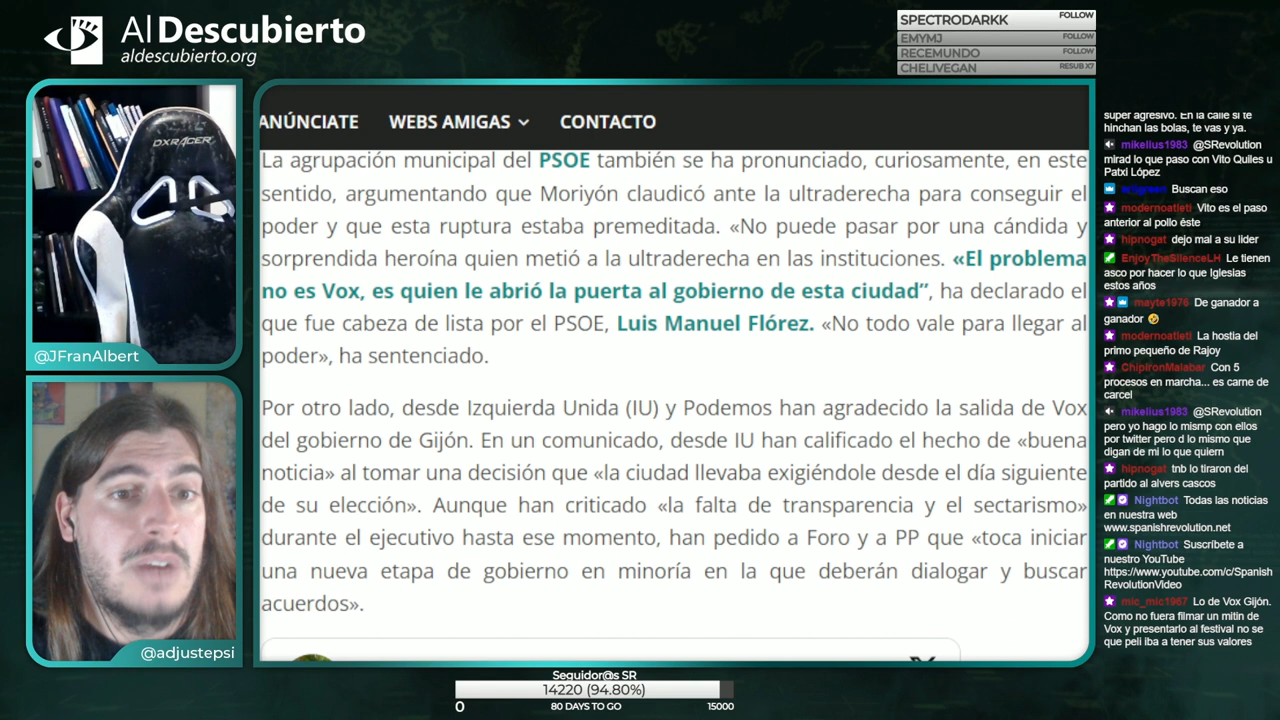 Al Descubierto
aldescubierto.org
SPECTRODARKK FOLLOW
EMYMJ FOLLOW
RECEMUNDO FOLLOW
CHELIVEGAN RESUB X7
DXRACER
@JFranAlbert
@adjustepsi
ANÚNCIATE WEBS AMIGAS CONTACTO
La agrupación municipal del PSOE también se ha pronunciado, curiosamente, en este
sentido, argumentando que Moriyón claudicó ante la ultraderecha para conseguir el
poder y que esta ruptura estaba premeditada. «No puede pasar por una cándida y
sorprendida heroína quien metió a la ultraderecha en las instituciones. «El problema
no es Vox, es quien le abrió la puerta al gobierno de esta ciudad”, ha declarado el
que fue cabeza de lista por el PSOE, Luis Manuel Flórez. «No todo vale para llegar al
poder», ha sentenciado.
Por otro lado, desde Izquierda Unida (IU) y Podemos han agradecido la salida de Vox
del gobierno de Gijón. En un comunicado, desde IU han calificado el hecho de «buena
noticia» al tomar una decisión que «la ciudad llevaba exigiéndole desde el día siguiente
de su elección». Aunque han criticado «la falta de transparencia y el sectarismo»
durante el ejecutivo hasta ese momento, han pedido a Foro y a PP que «toca iniciar
una nueva etapa de gobierno en minoría en la que deberán dialogar y buscar
acuerdos».
super agresivo. En la calle si te
hinchan las bolas, te vas y ya.
mikelius1983 @SRevolution
mirad lo que paso con Vito Quiles u
Patxi López
Buscan eso
modernoatleti Vito es el paso
anterior al pollo éste
hipnogat dejo mal a su lider
EnjoyTheSilenceLH Le tienen
asco por hacer lo que Iglesias
estos años
mayte1976 De ganador a
ganador
modernoatleti La hostia del
primo pequeño de Rajoy
ChipironMalabar Con 5
procesos en marcha... es carne de
carcel
mikelius1983 @SRevolution
pero yo hago lo mismp con ellos
por twitter pero d lo mismo que
digan de mi lo que quiern
hipnogat tnb lo tiraron del
partido al alvers cascos
Nightbot Todas las noticias
en nuestra web
www.spanishrevolution.net
Nightbot Suscríbete a
nuestro YouTube
https://www.youtube.com/c/Spanish
RevolutionVideo
mic_mic1967 Lo de Vox Gijón.
Como no fuera filmar un mitin de
Vox y presentarlo al festival no se
que peli iba a tener sus valores
Seguidor@s SR
14220 (94.80%)
0 80 DAYS TO GO 15000